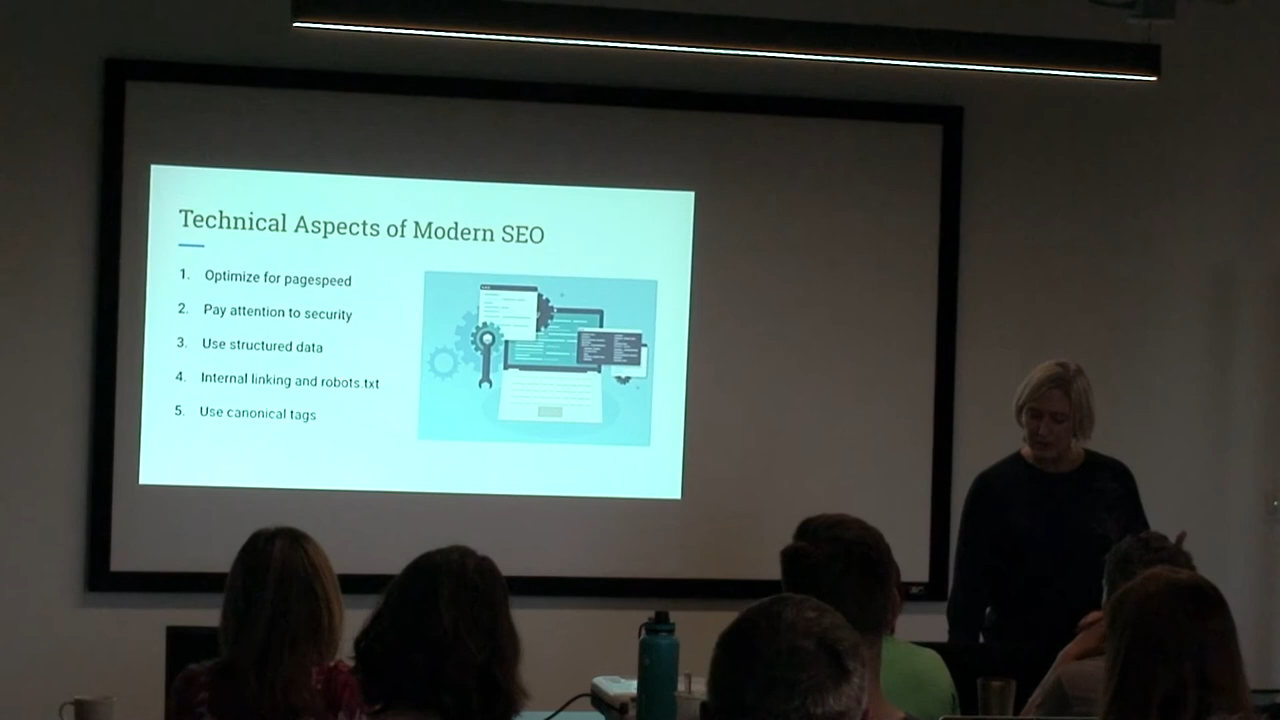 Technical Aspects of Modern SEO
1. Optimize for pagespeed
2. Pay attention to security
3. Use structured data
4. Internal linking and robots.txt
5. Use canonical tags